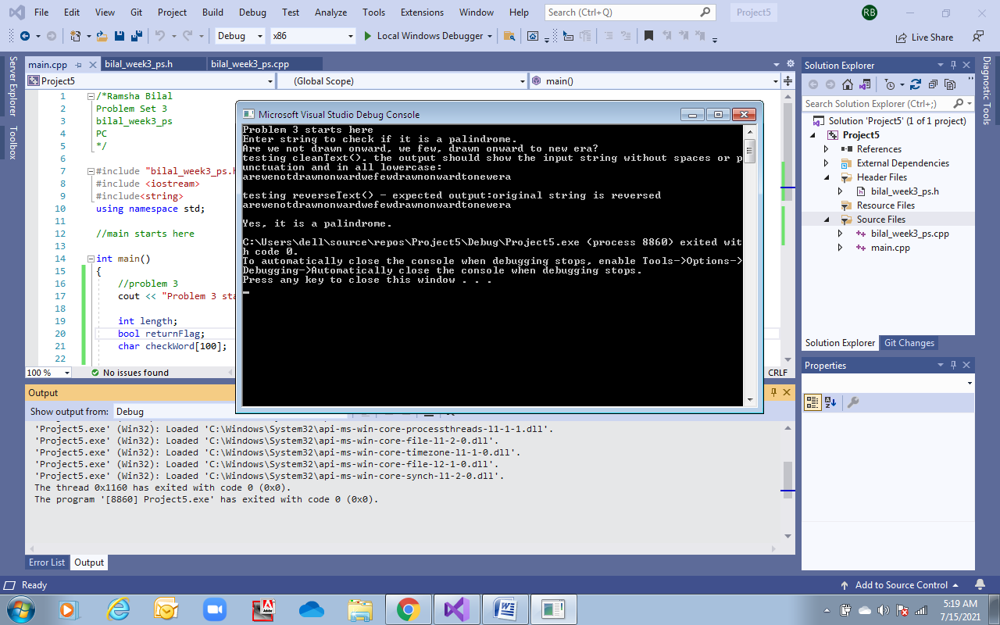 File Edit View Git Project Build Debug Test Analyze Tools Extensions Window Help Search (Ctrl+Q) Project5 RB
Debug x86 Local Windows Debugger Live Share
Server Explorer
Toolbox
main.cpp bilal_week3_ps.h bilal_week3_ps.cpp
Project5 (Global Scope) main()
1 /*Ramsha Bilal
2 Problem Set 3
3 bilal_week3_ps
4 PC
5 */
6
7 #include "bilal_week3_ps.h
8 #include <iostream>
9 #include<string>
10 using namespace std;
11
12 //main starts here
13
14 int main()
15 {
16 //problem 3
17 cout << "Problem 3 sta
18
19 int length;
20 bool returnFlag;
21 char checkWord[100];
22
100 % No issues found CRLF
Microsoft Visual Studio Debug Console
Problem 3 starts here
Enter string to check if it is a palindrome.
Are we not drawn onward, we few, drawn onward to new era?
testing cleanText(). the output should show the input string without spaces or p
unctuation and in all lowercase:
arewenotdrawnonwardwefewdrawnonwardtonewera
testing reverseText() - expected output:original string is reversed
arewenotdrawnonwardwefewdrawnonwardtonewera
Yes, it is a palindrome.
C:\Users\dell\source\repos\Project5\Debug\Project5.exe (process 8860) exited wit
h code 0.
To automatically close the console when debugging stops, enable Tools->Options->
Debugging->Automatically close the console when debugging stops.
Press any key to close this window . . .
Output
Show output from: Debug
'Project5.exe' (Win32): Loaded 'C:\Windows\System32\api-ms-win-core-processthreads-l1-1-1.dll'.
'Project5.exe' (Win32): Loaded 'C:\Windows\System32\api-ms-win-core-file-l1-2-0.dll'.
'Project5.exe' (Win32): Loaded 'C:\Windows\System32\api-ms-win-core-timezone-l1-1-0.dll'.
'Project5.exe' (Win32): Loaded 'C:\Windows\System32\api-ms-win-core-file-l2-1-0.dll'.
'Project5.exe' (Win32): Loaded 'C:\Windows\System32\api-ms-win-core-synch-l1-2-0.dll'.
The thread 0x1160 has exited with code 0 (0x0).
The program '[8860] Project5.exe' has exited with code 0 (0x0).
Error List Output
Solution Explorer
Search Solution Explorer (Ctrl+;)
Solution 'Project5' (1 of 1 project)
Project5
References
External Dependencies
Header Files
bilal_week3_ps.h
Resource Files
Source Files
bilal_week3_ps.cpp
main.cpp
Solution Explorer Git Changes
Properties
Diagnostic Tools
Ready Add to Source Control
5:19 AM
7/15/2021